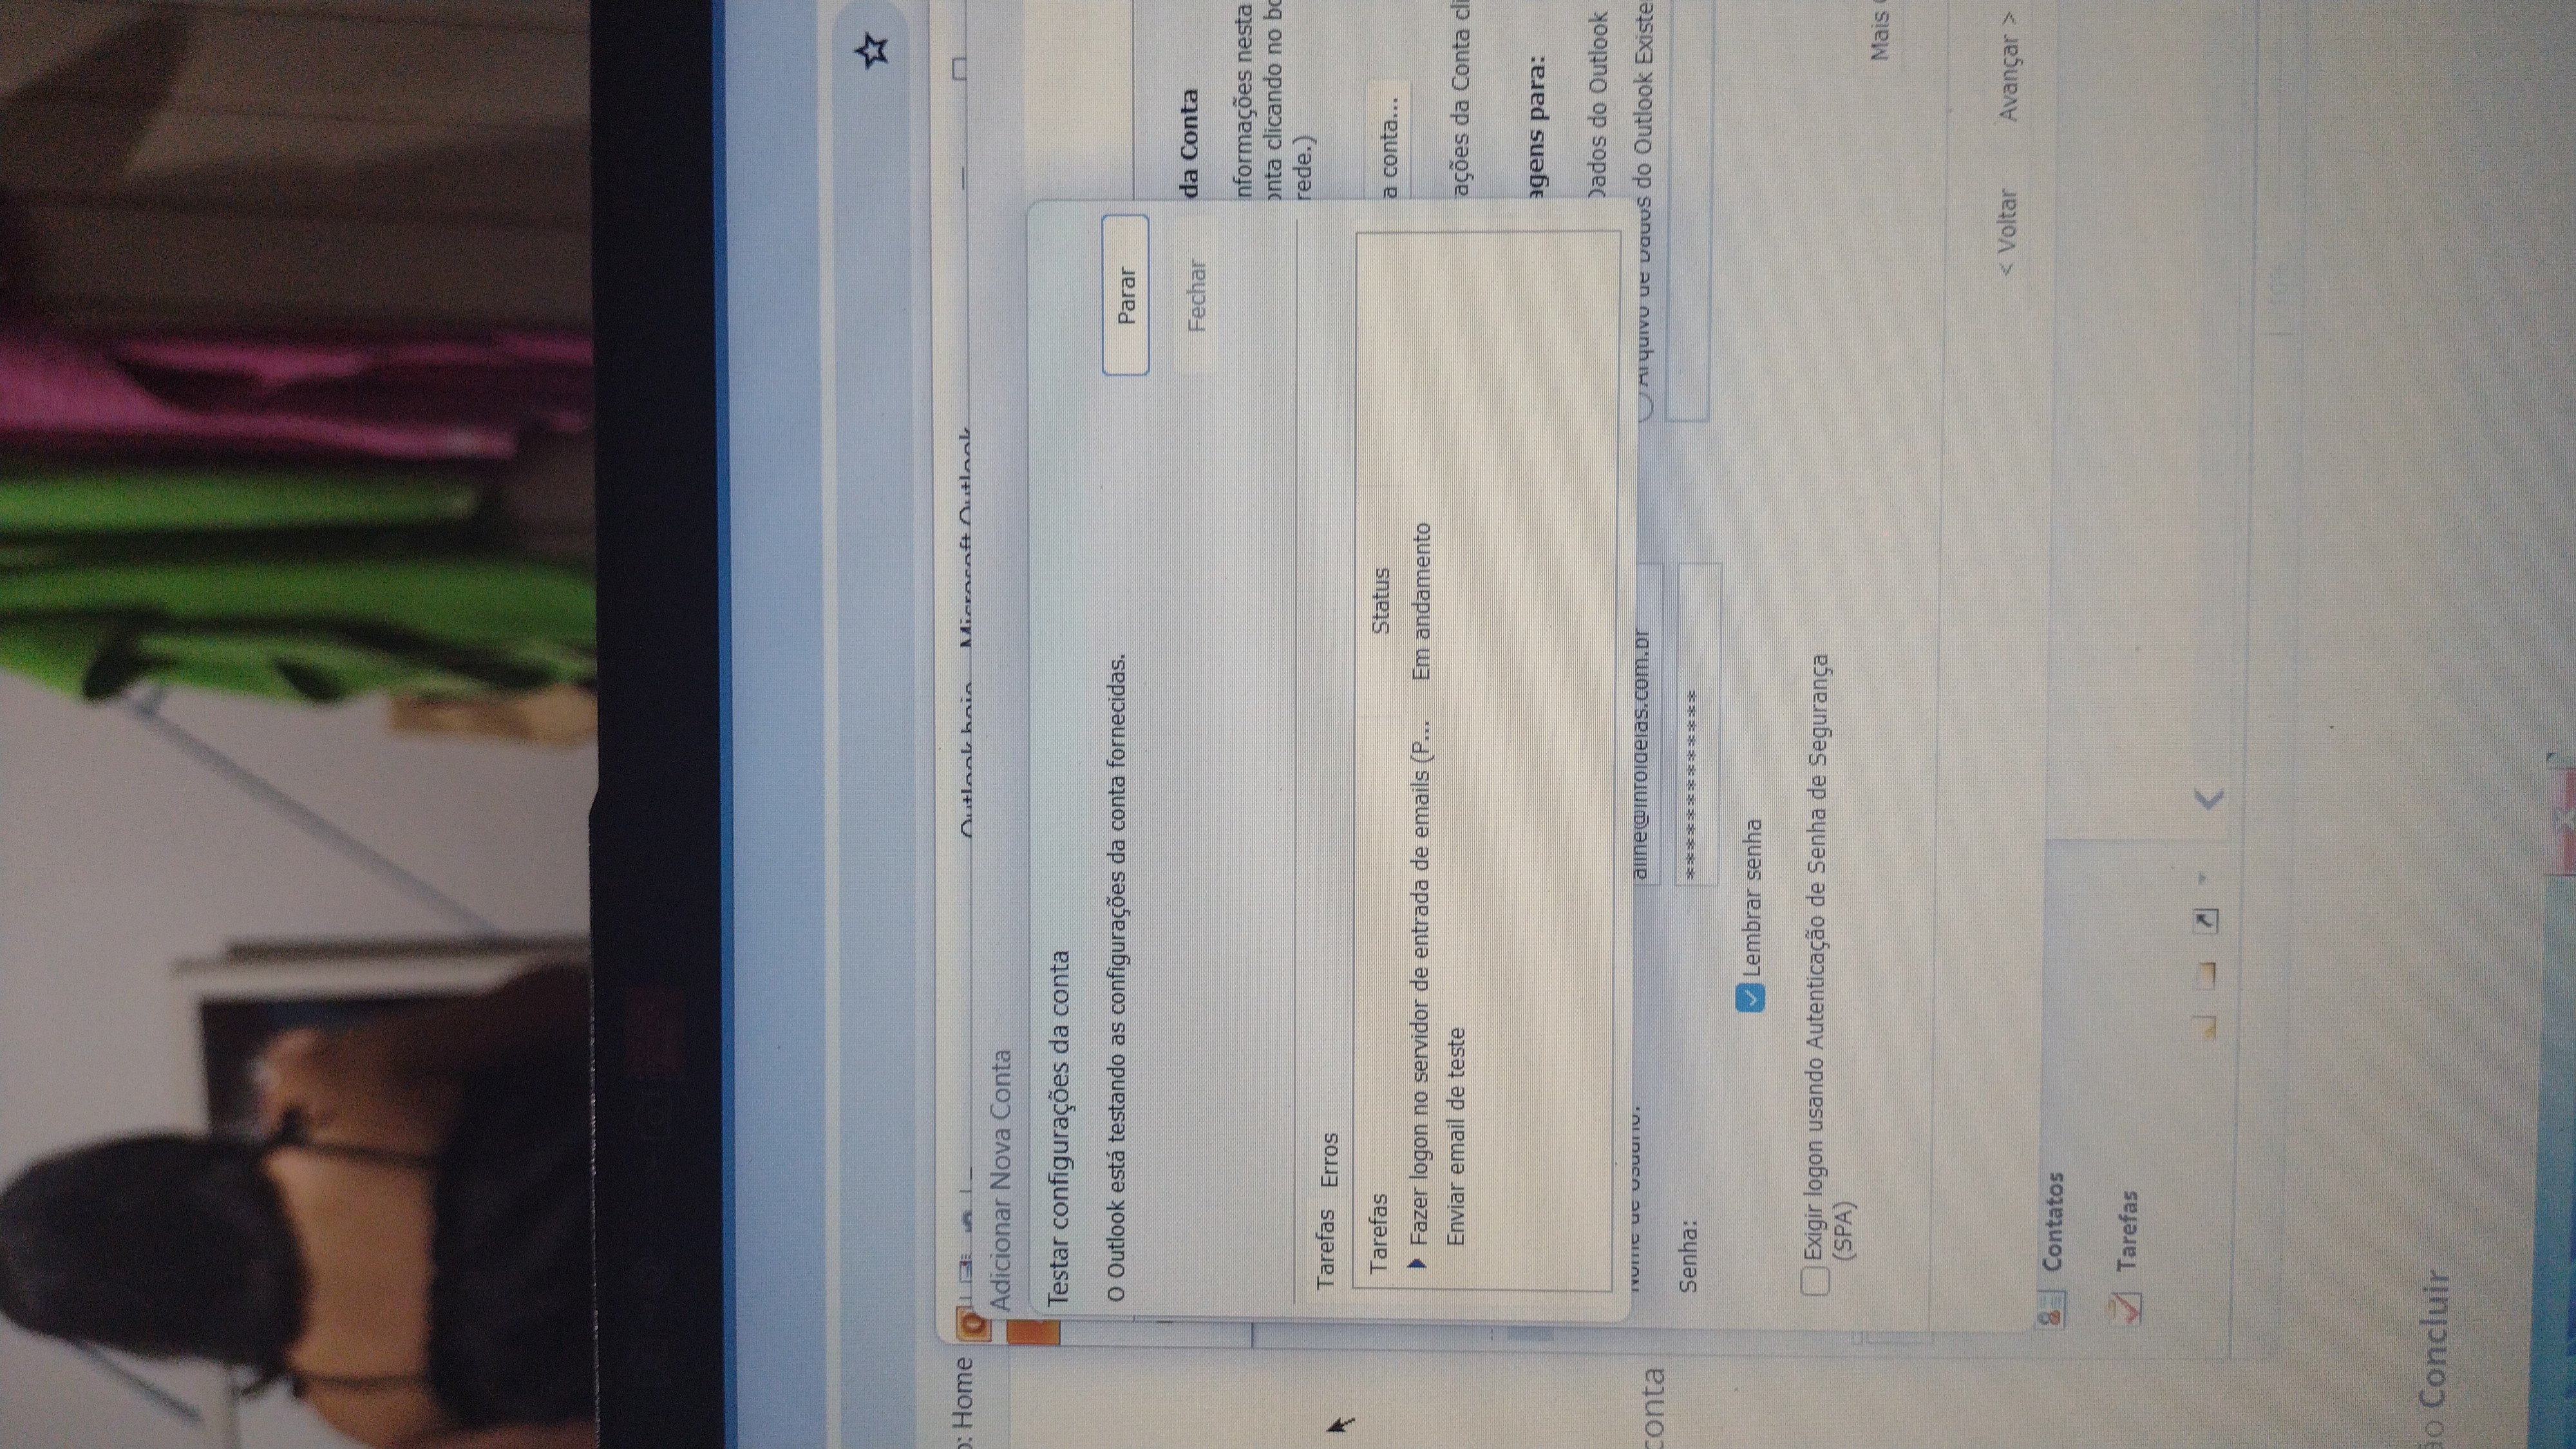 : Home
Outlook hoje Microsoft Outlook
Adicionar Nova Conta
Testar configurações da conta
O Outlook está testando as configurações da conta fornecidas.
Parar
Fechar
da Conta
nformações nesta
onta clicando no bo
rede.)
Tarefas Erros
Tarefas Status
a conta...
Fazer logon no servidor de entrada de emails (P... Em andamento
Enviar email de teste
ações da Conta cli
agens para:
Dados do Outlook
Nome de Usuário: aline@infoideias.com.br
Arquivo de Dados do Outlook Existe
conta
Senha: *************
Lembrar senha
Exigir logon usando Autenticação de Senha de Segurança
(SPA)
Mais
< Voltar Avançar >
Contatos
Tarefas
ão Concluir